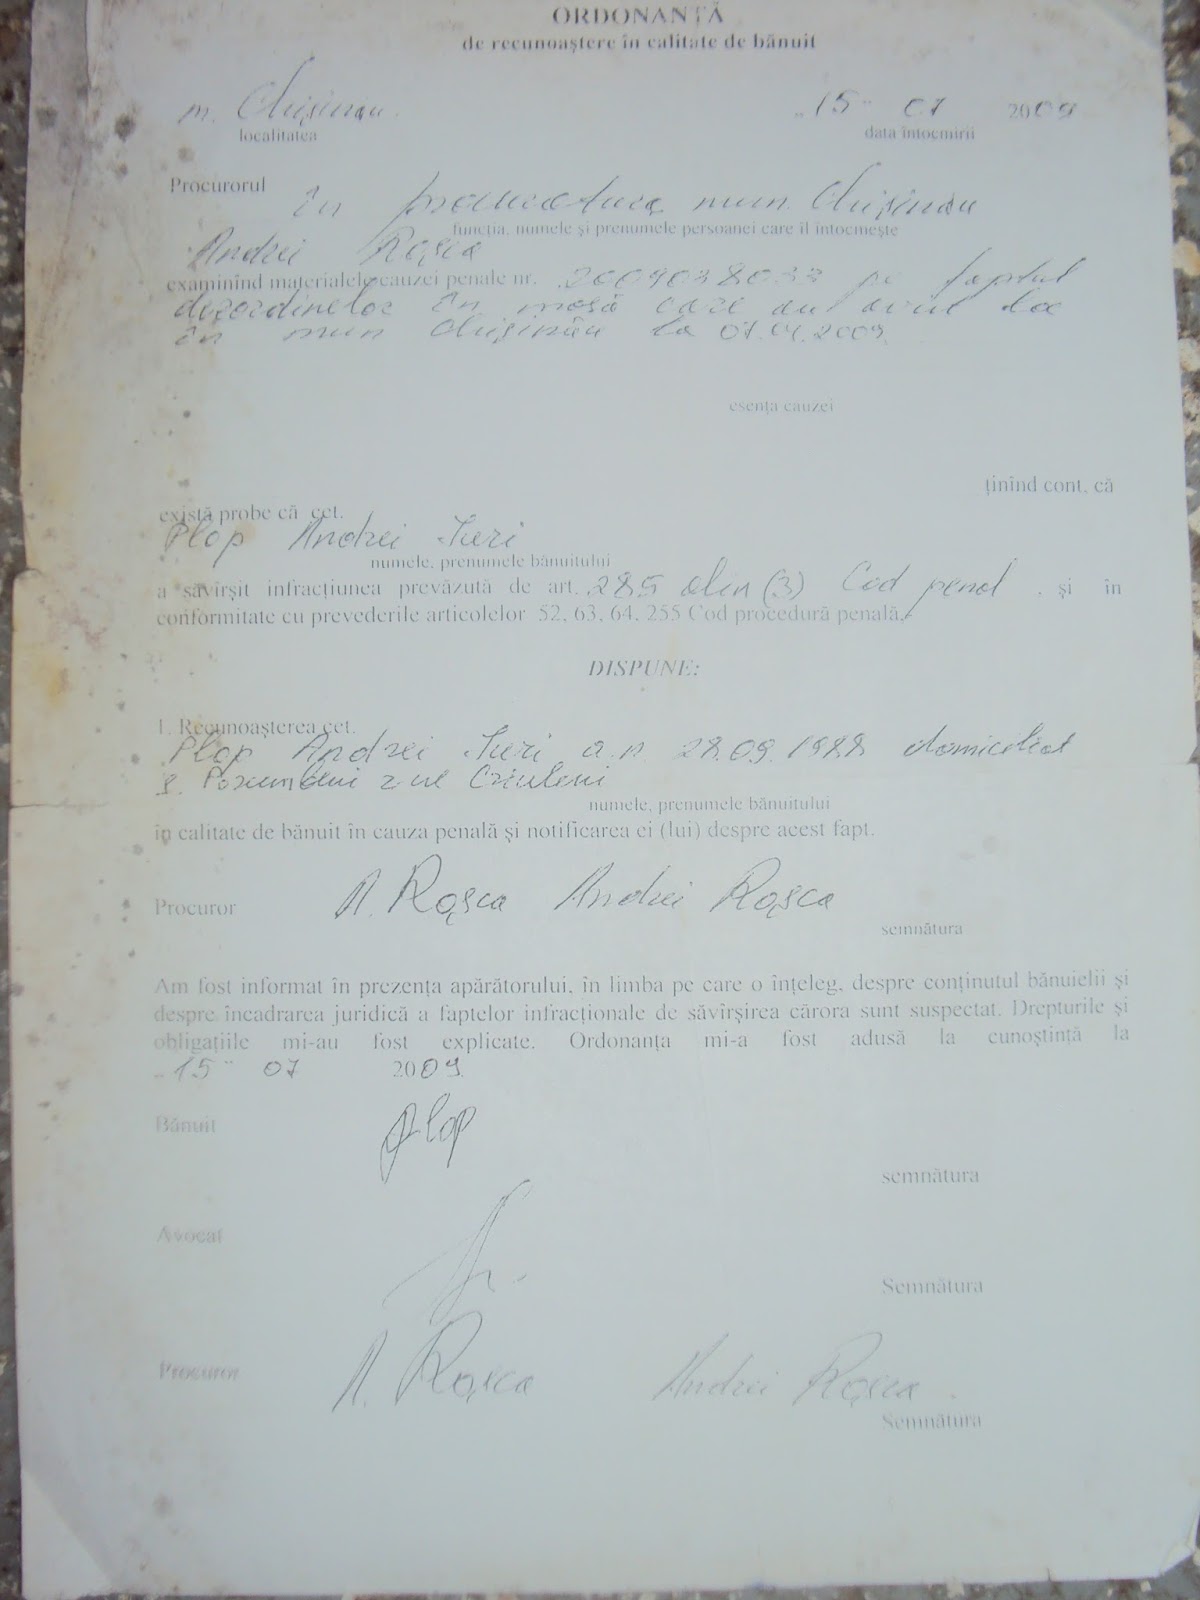 ORDONANȚĂ
de recunoaștere în calitate de bănuit
m. Chișinău.
localitatea
„15" 07 2009
data întocmirii
Procurorul
în procuratura mun. Chișinău
funcția, numele și prenumele persoanei care îl întocmește
Andrei Roșca
examinînd materialele cauzei penale nr. 2009038033 pe faptul
dezordinelor în masă care au avut loc
în mun Chișinău la 07.04.2009.
esența cauzei
ținînd cont, că
există probe că cet.
Plop Andrei Iuri
numele, prenumele bănuitului
a săvîrșit infracțiunea prevăzută de art. 285 alin (3) Cod penal , și în
conformitate cu prevederile articolelor 52, 63, 64, 255 Cod procedură penală,
DISPUNE:
1. Recunoașterea cet.
Plop Andrei Iuri a.n 28.09.1988 domiciliat
s. Porumbeni r-ul Criuleni
numele, prenumele bănuitului
în calitate de bănuit în cauza penală și notificarea ei (lui) despre acest fapt.
Procuror A. Roșca Andrei Roșca
semnătura
Am fost informat în prezența apărătorului, în limba pe care o înțeleg, despre conținutul bănuielii și
despre încadrarea juridică a faptelor infracționale de săvîrșirea cărora sunt suspectat. Drepturile și
obligațiile mi-au fost explicate. Ordonanța mi-a fost adusă la cunoștință la
„15" 07 2009.
Bănuit Plop
semnătura
Avocat
Semnătura
Procuror A. Roșca Andrei Roșca.
Semnătura